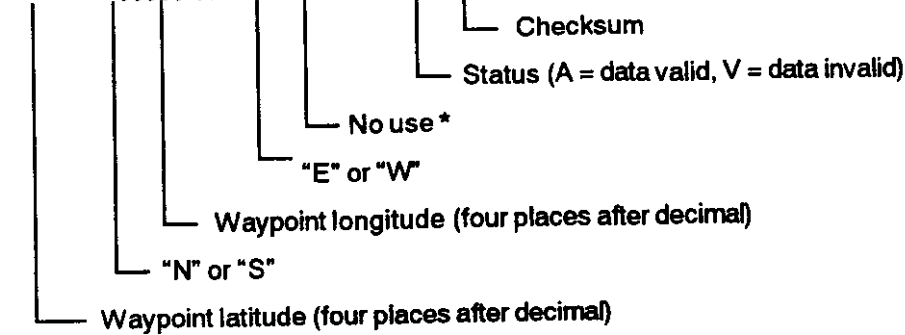 Checksum
Status (A = data valid, V = data invalid)
No use *
"E" or "W"
Waypoint longitude (four places after decimal)
"N" or "S"
Waypoint latitude (four places after decimal)